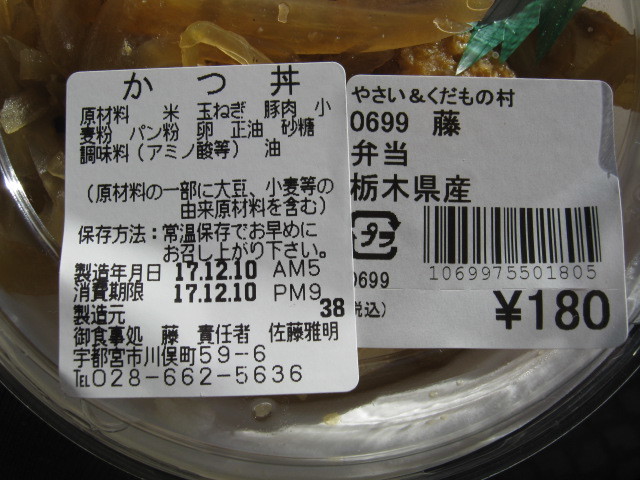 かつ丼
原材料 米 玉ねぎ 豚肉 小
麦粉 パン粉 卵 正油 砂糖
調味料(アミノ酸等) 油
(原材料の一部に大豆、小麦等の
由来原材料を含む)
保存方法:常温保存でお早めに
お召し上がり下さい。
製造年月日 17.12.10 AM5
消費期限 17.12.10 PM9
製造元 38
御食事処 藤 責任者 佐藤雅明
宇都宮市川俣町59-6
TEL028-662-5636
やさい&くだもの村
0699 藤
弁当
栃木県産
プラ
1069975501805
0699
税込)
¥180